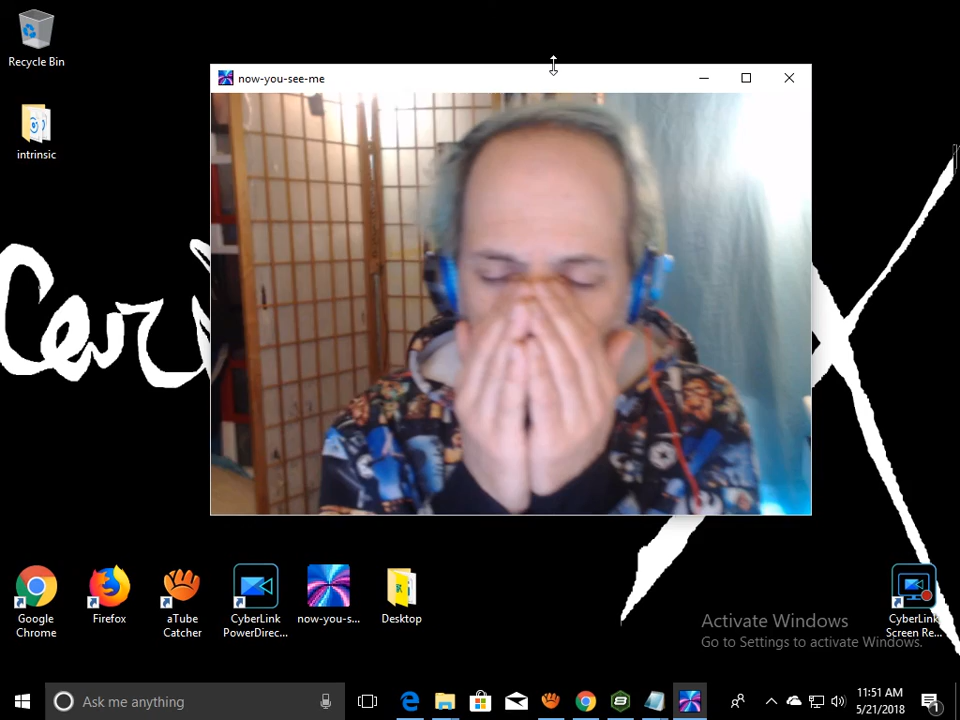 Recycle Bin
intrinsic
now-you-see-me
Google
Chrome
Firefox
aTube
Catcher
CyberLink
PowerDirec...
now-you-s...
Desktop
CyberLink
Screen Re...
Activate Windows
Go to Settings to activate Windows.
Ask me anything
11:51 AM
5/21/2018
1